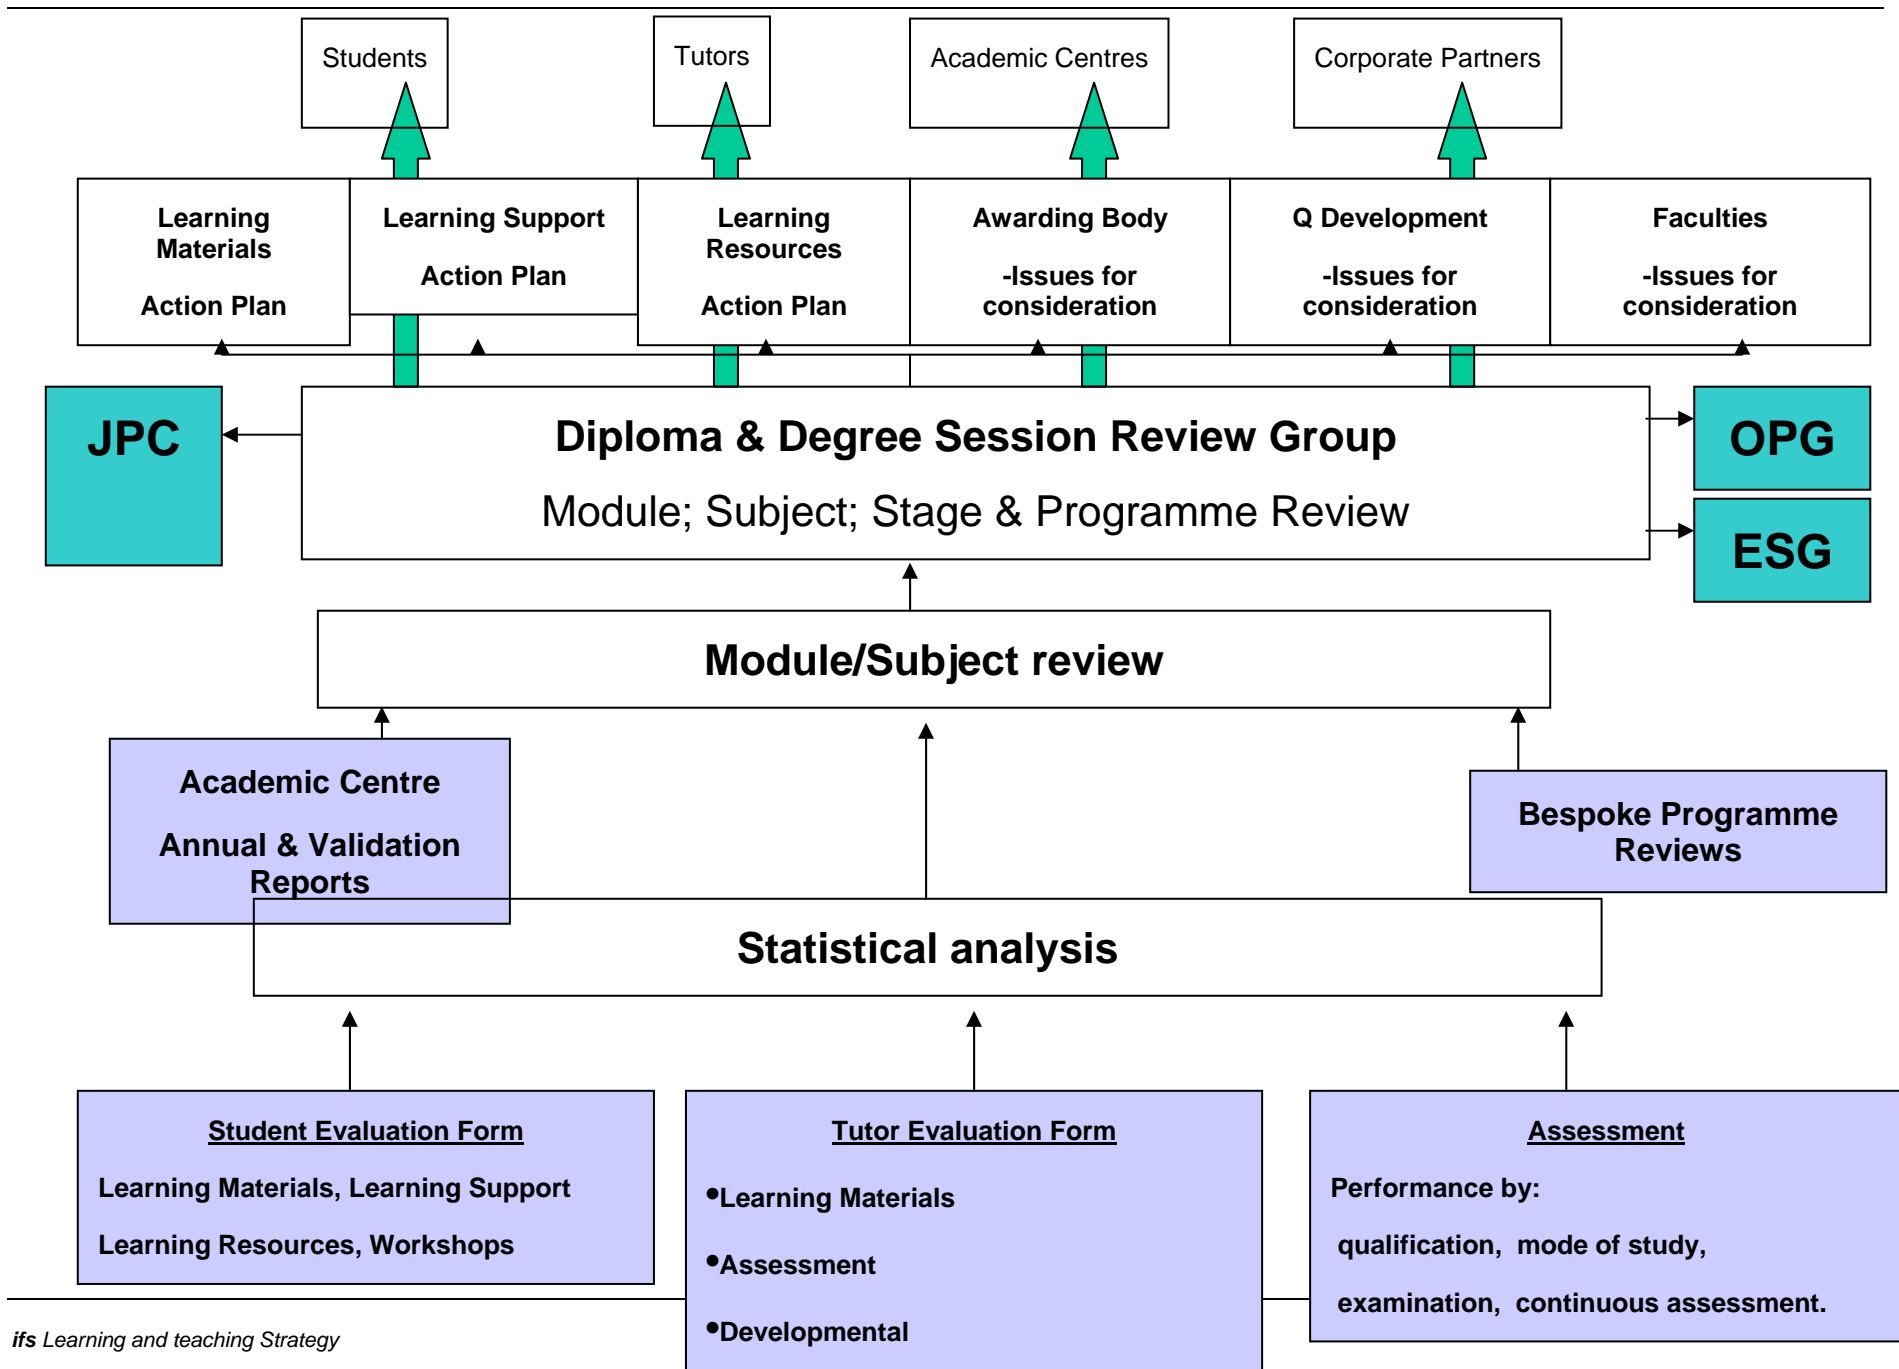 Students
Tutors
Academic Centres
Corporate Partners
Learning
Materials
Action Plan
Learning Support
Action Plan
Learning
Resources
Action Plan
Awarding Body
-Issues for
consideration
Q Development
-Issues for
consideration
Faculties
-Issues for
consideration
JPC
Diploma & Degree Session Review Group
Module; Subject; Stage & Programme Review
OPG
ESG
Module/Subject review
Academic Centre
Annual & Validation
Reports
Bespoke Programme
Reviews
Statistical analysis
Student Evaluation Form
Learning Materials, Learning Support
Learning Resources, Workshops
Tutor Evaluation Form
•Learning Materials
•Assessment
•Developmental
Assessment
Performance by:
qualification, mode of study,
examination, continuous assessment.
ifs Learning and teaching Strategy